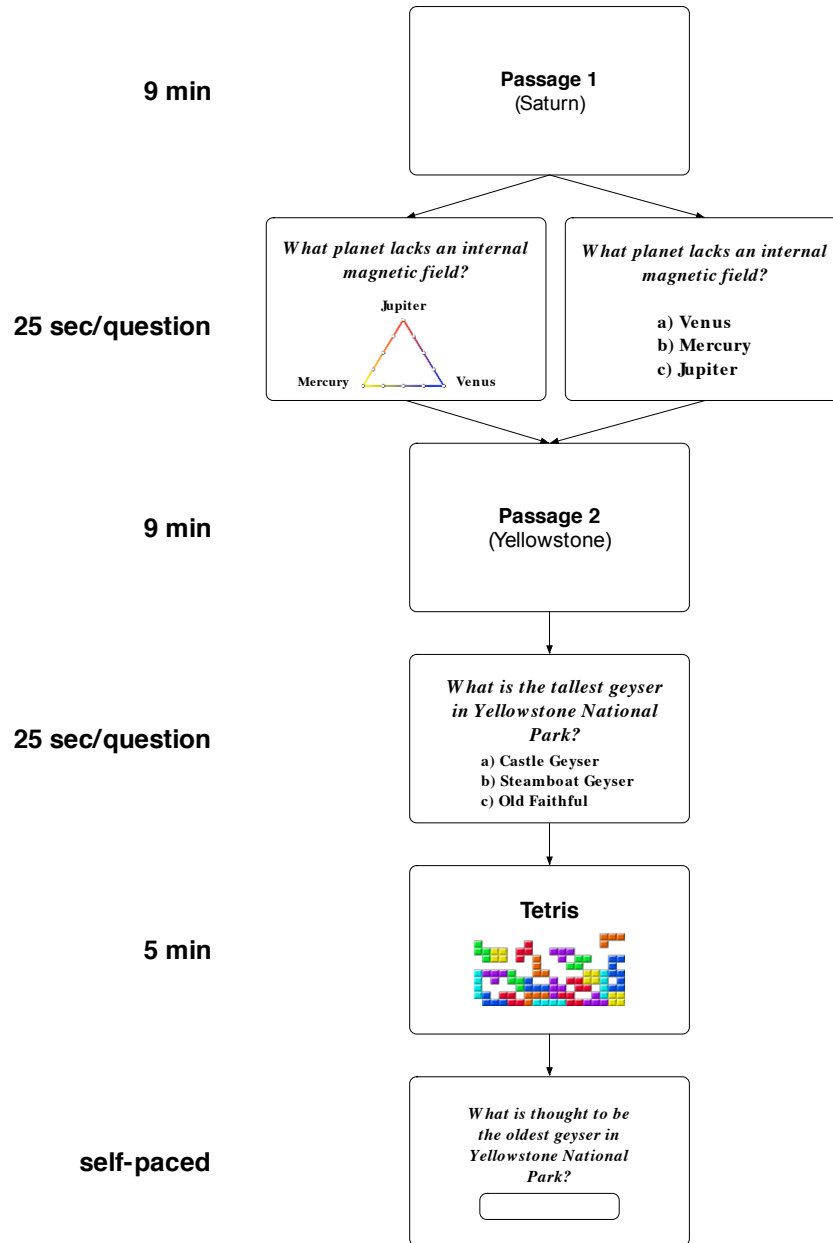 9 min
Passage 1
(Saturn)
25 sec/question
What planet lacks an internal
magnetic field?
Jupiter
Mercury
Venus
What planet lacks an internal
magnetic field?
a) Venus
b) Mercury
c) Jupiter
9 min
Passage 2
(Yellowstone)
25 sec/question
What is the tallest geyser
in Yellowstone National
Park?
a) Castle Geyser
b) Steamboat Geyser
c) Old Faithful
5 min
Tetris
self-paced
What is thought to be
the oldest geyser in
Yellowstone National
Park?